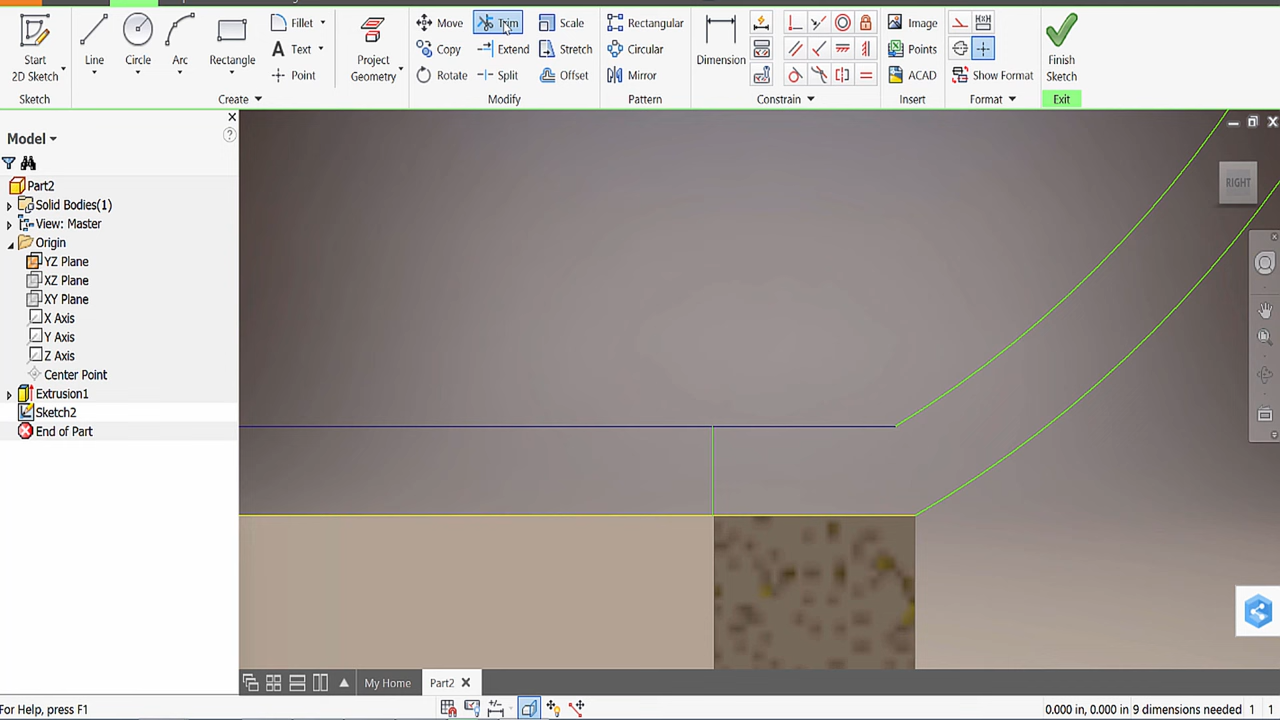 Start
2D Sketch
Line
Circle
Arc
Rectangle
Fillet
Text
Point
Project
Geometry
Move
Copy
Rotate
Trim
Extend
Split
Scale
Stretch
Offset
Rectangular
Circular
Mirror
Dimension
Image
Points
ACAD
Show Format
Finish
Sketch
Sketch
Create
Modify
Pattern
Constrain
Insert
Format
Exit
Model
Part2
Solid Bodies(1)
View: Master
Origin
YZ Plane
XZ Plane
XY Plane
X Axis
Y Axis
Z Axis
Center Point
Extrusion1
Sketch2
End of Part
RIGHT
My Home
Part2
For Help, press F1
0.000 in, 0.000 in 9 dimensions needed 1 1